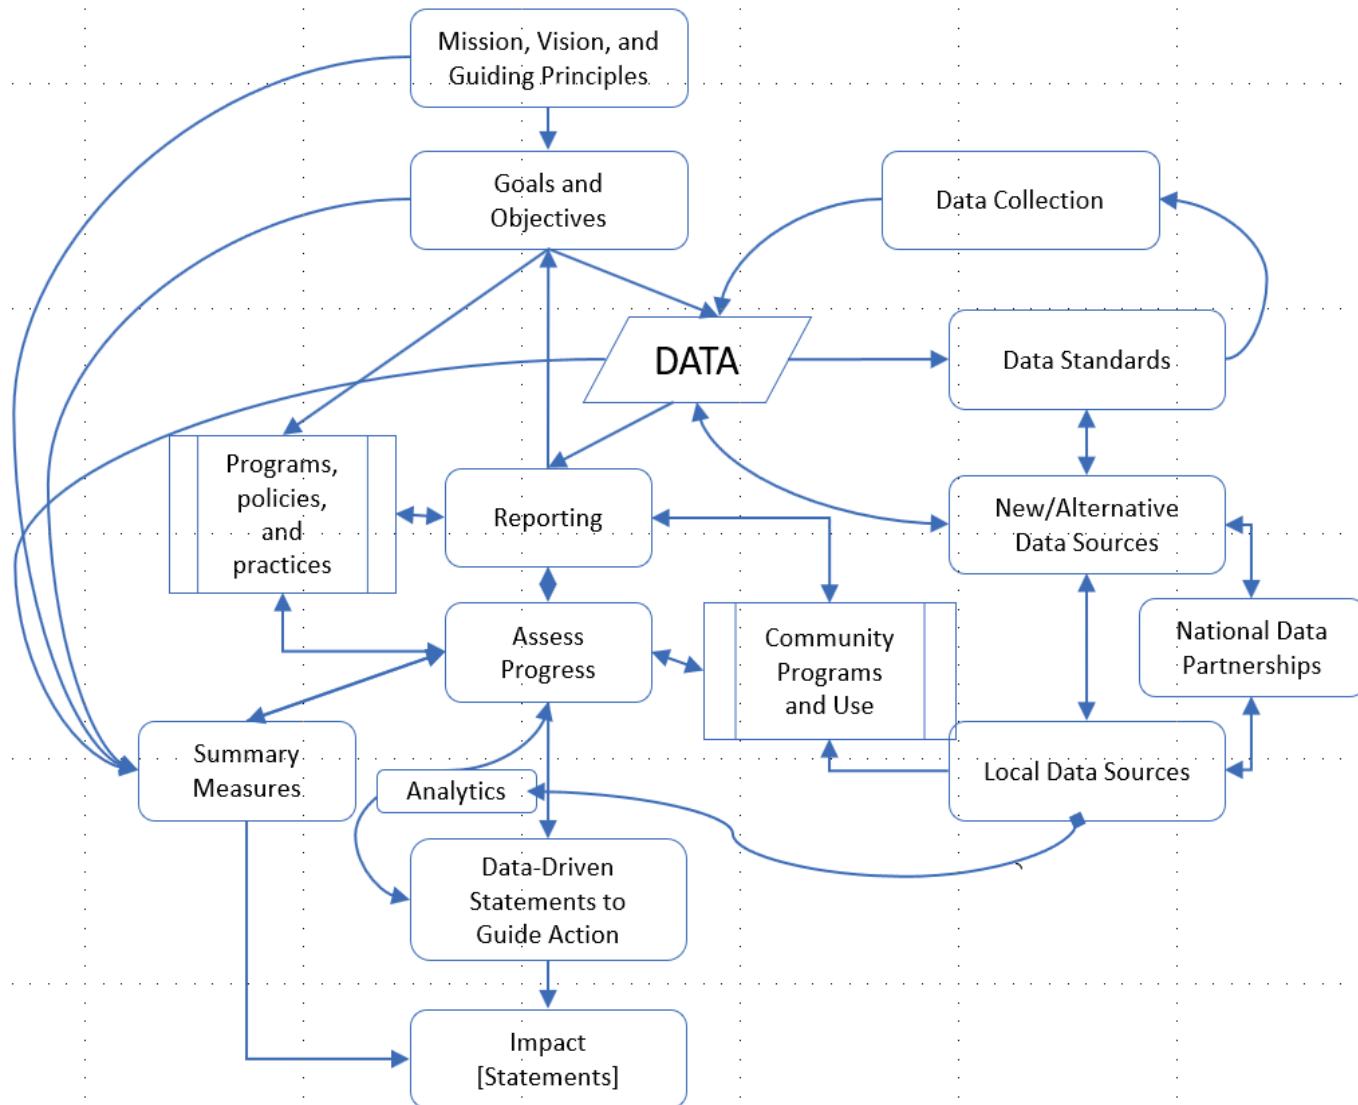 Mission, Vision, and
Guiding Principles
Goals and
Objectives
Data Collection
DATA
Data Standards
Programs,
policies,
and
practices
Reporting
New/Alternative
Data Sources
Assess
Progress
Community
Programs
and Use
National Data
Partnerships
Summary
Measures
Analytics
Local Data Sources
Data-Driven
Statements to
Guide Action
Impact
[Statements]